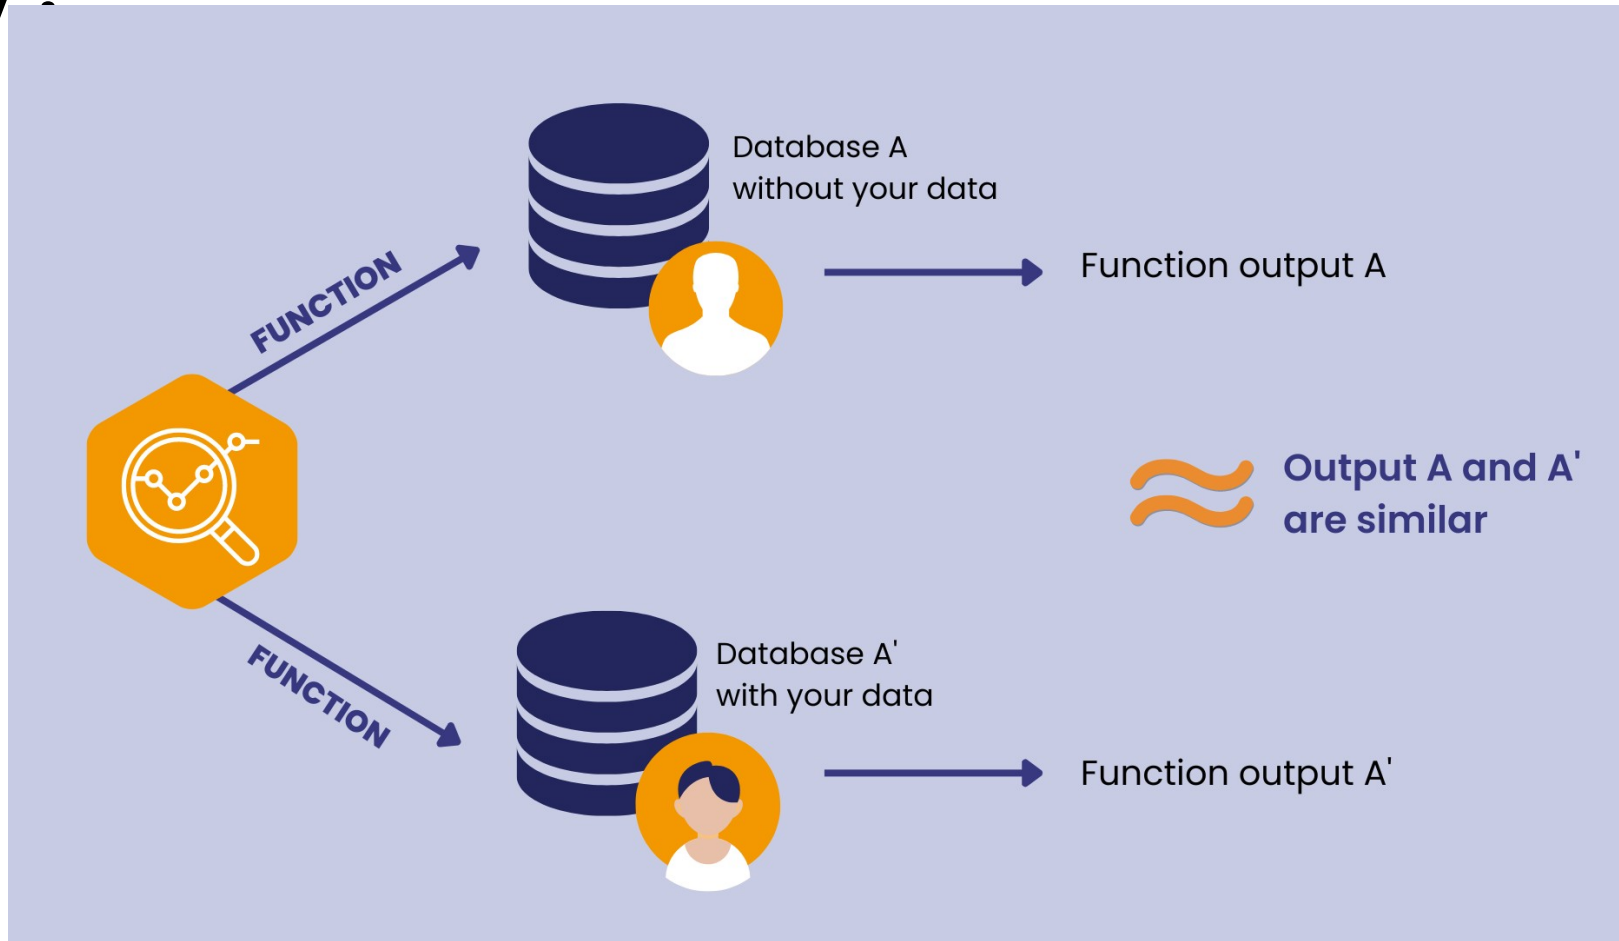 Database A
without your data
FUNCTION
Function output A
Output A and A'
are similar
FUNCTION
Database A'
with your data
Function output A'